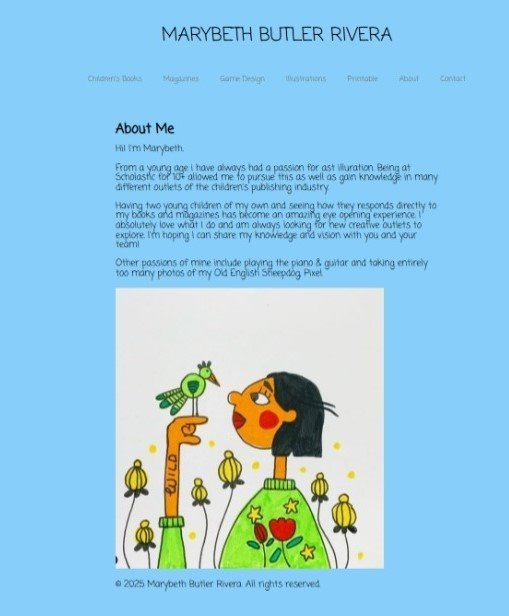 MARYBETH BUTLER RIVERA
Children's Books Magazines Game Design Illustrations Printable About Contact
About Me
Hi! I'm Marybeth.
From a young age i have always had a passion for ast illuration. Being at
Scholastic for 10+ allowed me to pursue this as well as gain knowledge in many
different outlets of the children's publishing industry.
Having two young children of my own and seeing how they responds directly to
my books and magazines has become an amazing eye opening experience. I
absolutely love what I do and am always looking for new creative outlets to
explore. I'm hoping I can share my knowledge and vision with you and your
team!
Other passions of mine include playing the piano & guitar and taking entirely
too many photos of my Old English Sheepdog, Pixel.
WILD
© 2025 Marybeth Butler Rivera. All rights reserved.